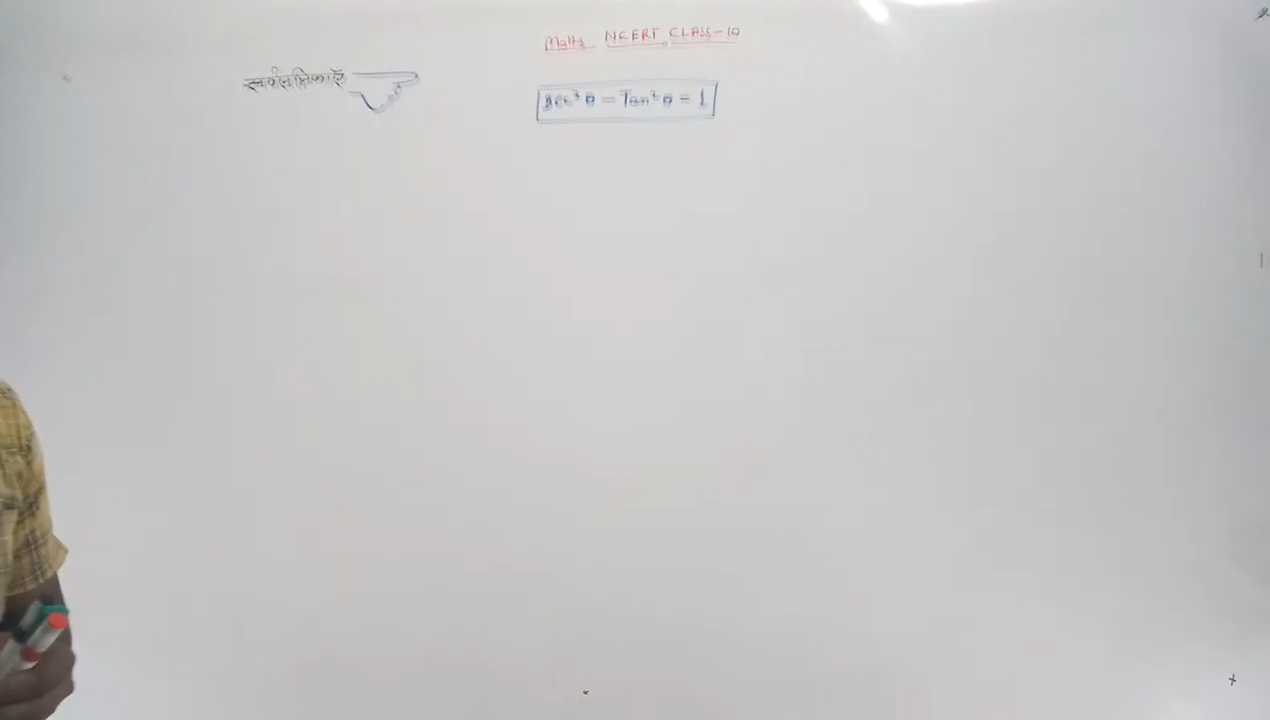 Maths NCERT CLASS-10
सर्वसमिकाएँ
Sec²θ - Tan²θ = 1